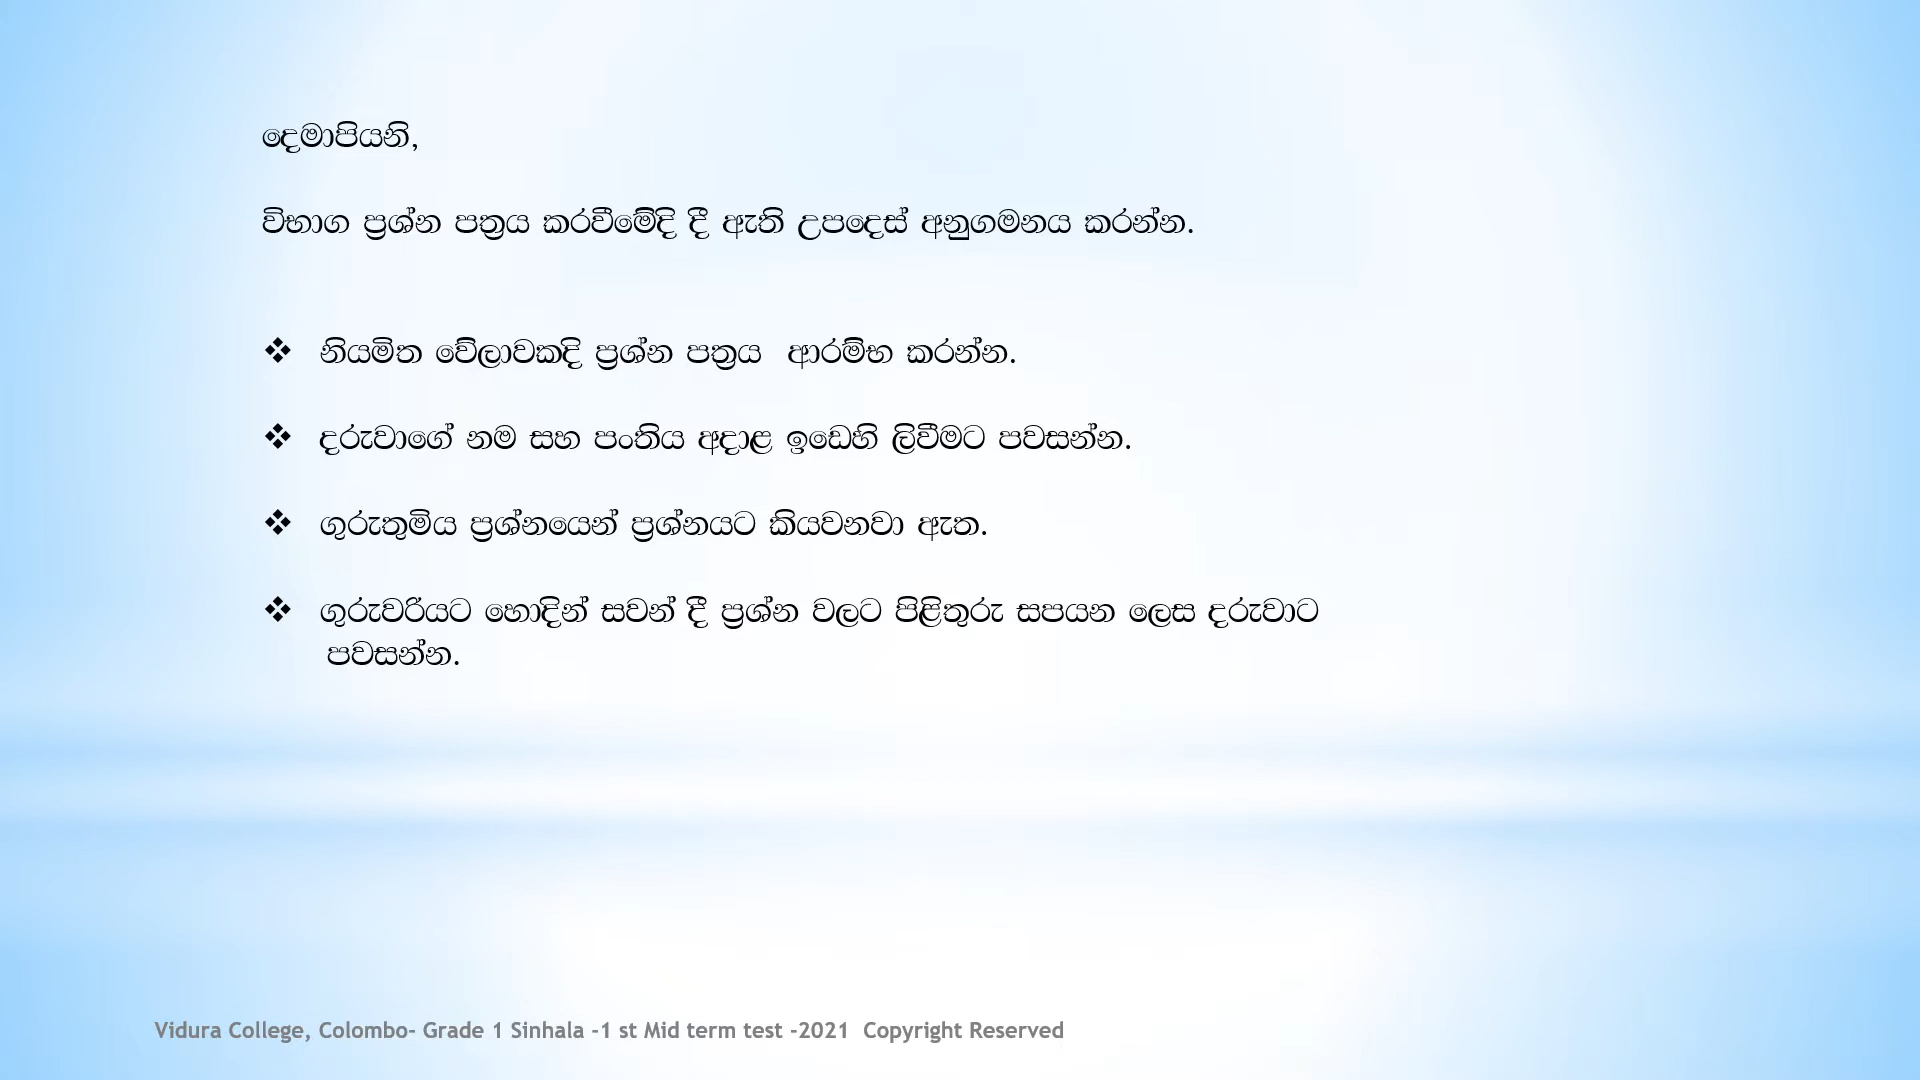 දෙමාපියනි,
විභාග ප්‍රශ්න පත්‍රය කරවීමේදි දී ඇති උපදෙස් අනුගමනය කරන්න.
❖ නියමිත වේලාවකදි ප්‍රශ්න පත්‍රය ආරම්භ කරන්න.
❖ දරුවාගේ නම සහ පංතිය අදාළ ඉඩෙහි ලිවීමට පවසන්න.
❖ ගුරුතුමිය ප්‍රශ්නයෙන් ප්‍රශ්නයට කියවනවා ඇත.
❖ ගුරුවරියට හොදින් සවන් දී ප්‍රශ්න වලට පිළිතුරු සපයන ලෙස දරුවාට
පවසන්න.
Vidura College, Colombo- Grade 1 Sinhala -1 st Mid term test -2021 Copyright Reserved